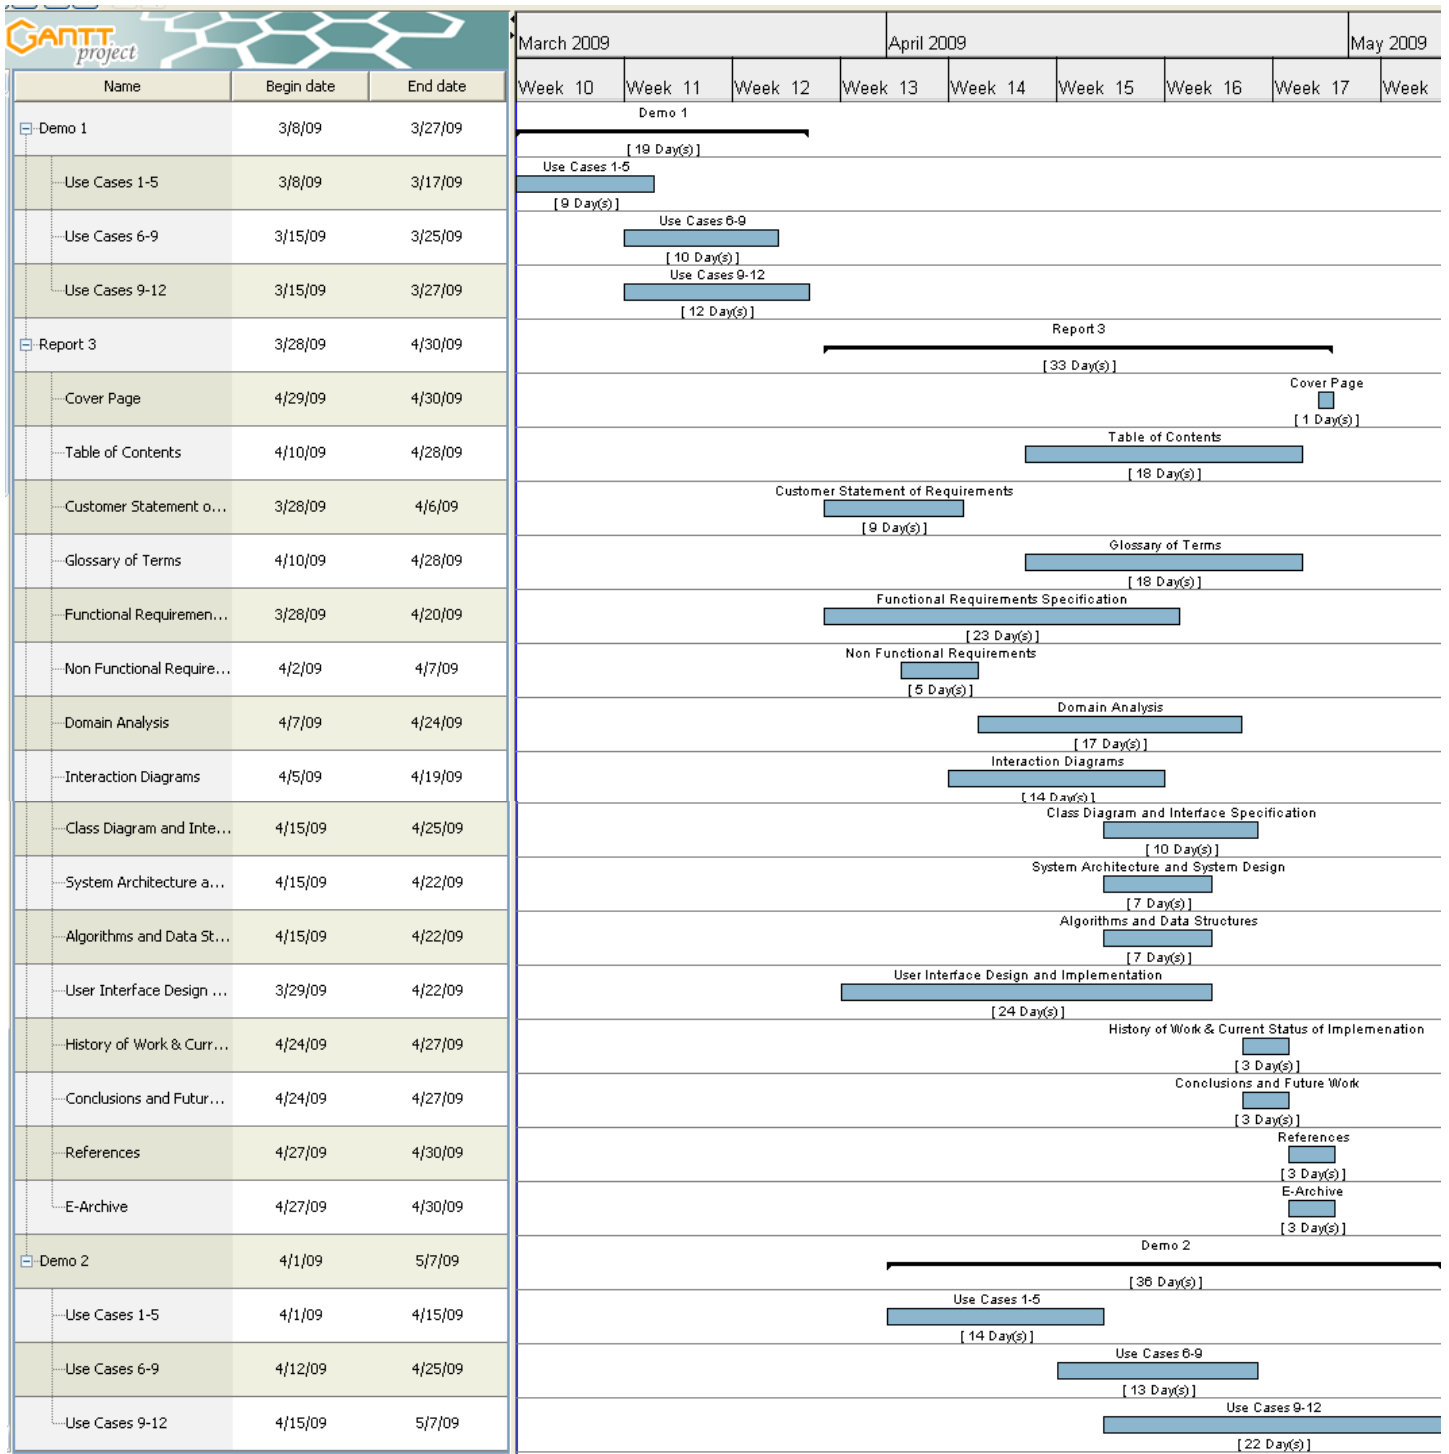 GANTT
project
March 2009 April 2009 May 2009
Name Begin date End date Week 10 Week 11 Week 12 Week 13 Week 14 Week 15 Week 16 Week 17 Week
Demo 1 3/8/09 3/27/09 Demo 1
[ 19 Day(s) ]
Use Cases 1-5 3/8/09 3/17/09 Use Cases 1-5
[ 9 Day(s) ]
Use Cases 6-9 3/15/09 3/25/09 Use Cases 6-9
[ 10 Day(s) ]
Use Cases 9-12 3/15/09 3/27/09 Use Cases 9-12
[ 12 Day(s) ]
Report 3 3/28/09 4/30/09 Report 3
[ 33 Day(s) ]
Cover Page 4/29/09 4/30/09 Cover Page
[ 1 Day(s) ]
Table of Contents 4/10/09 4/28/09 Table of Contents
[ 18 Day(s) ]
Customer Statement o... 3/28/09 4/6/09 Customer Statement of Requirements
[ 9 Day(s) ]
Glossary of Terms 4/10/09 4/28/09 Glossary of Terms
[ 18 Day(s) ]
Functional Requiremen... 3/28/09 4/20/09 Functional Requirements Specification
[ 23 Day(s) ]
Non Functional Require... 4/2/09 4/7/09 Non Functional Requirements
[ 5 Day(s) ]
Domain Analysis 4/7/09 4/24/09 Domain Analysis
[ 17 Day(s) ]
Interaction Diagrams 4/5/09 4/19/09 Interaction Diagrams
[ 14 Day(s) ]
Class Diagram and Inte... 4/15/09 4/25/09 Class Diagram and Interface Specification
[ 10 Day(s) ]
System Architecture a... 4/15/09 4/22/09 System Architecture and System Design
[ 7 Day(s) ]
Algorithms and Data St... 4/15/09 4/22/09 Algorithms and Data Structures
[ 7 Day(s) ]
User Interface Design ... 3/29/09 4/22/09 User Interface Design and Implementation
[ 24 Day(s) ]
History of Work & Curr... 4/24/09 4/27/09 History of Work & Current Status of Implemenation
[ 3 Day(s) ]
Conclusions and Futur... 4/24/09 4/27/09 Conclusions and Future Work
[ 3 Day(s) ]
References 4/27/09 4/30/09 References
[ 3 Day(s) ]
E-Archive 4/27/09 4/30/09 E-Archive
[ 3 Day(s) ]
Demo 2 4/1/09 5/7/09 Demo 2
[ 36 Day(s) ]
Use Cases 1-5 4/1/09 4/15/09 Use Cases 1-5
[ 14 Day(s) ]
Use Cases 6-9 4/12/09 4/25/09 Use Cases 6-9
[ 13 Day(s) ]
Use Cases 9-12 4/15/09 5/7/09 Use Cases 9-12
[ 22 Day(s) ]